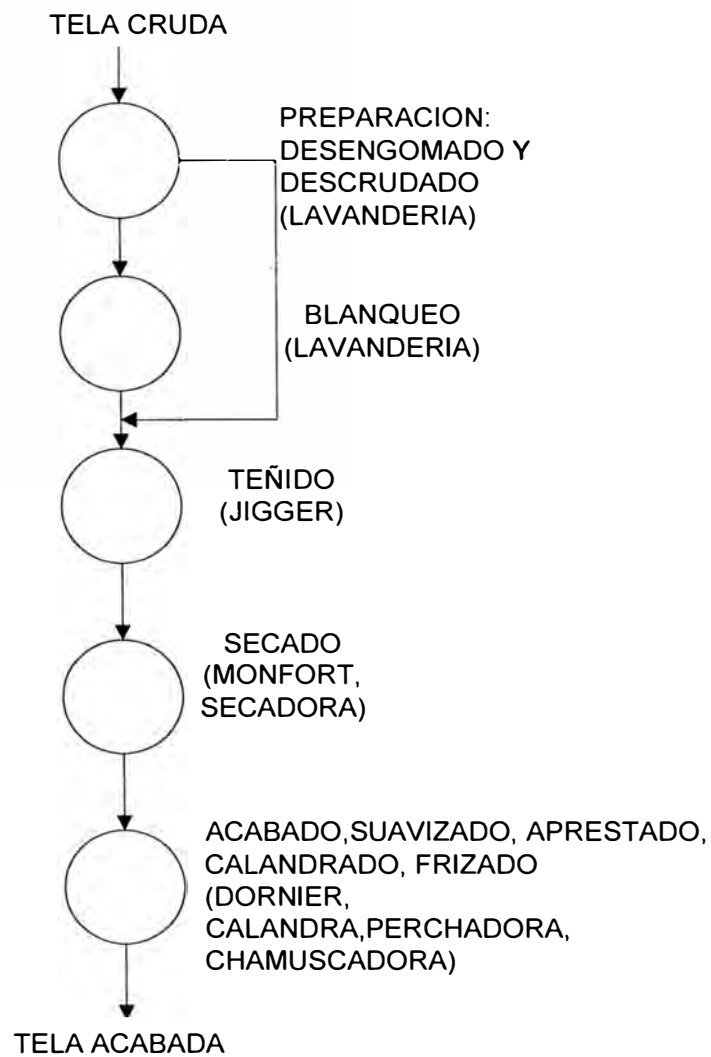 TELA CRUDA
PREPARACION:
DESENGOMADO Y
DESCRUDADO
(LAVANDERIA)
BLANQUEO
(LAVANDERIA)
TEÑIDO
(JIGGER)
SECADO
(MONFORT,
SECADORA)
ACABADO,SUAVIZADO, APRESTADO,
CALANDRADO, FRIZADO
(DORNIER,
CALANDRA,PERCHADORA,
CHAMUSCADORA)
TELA ACABADA